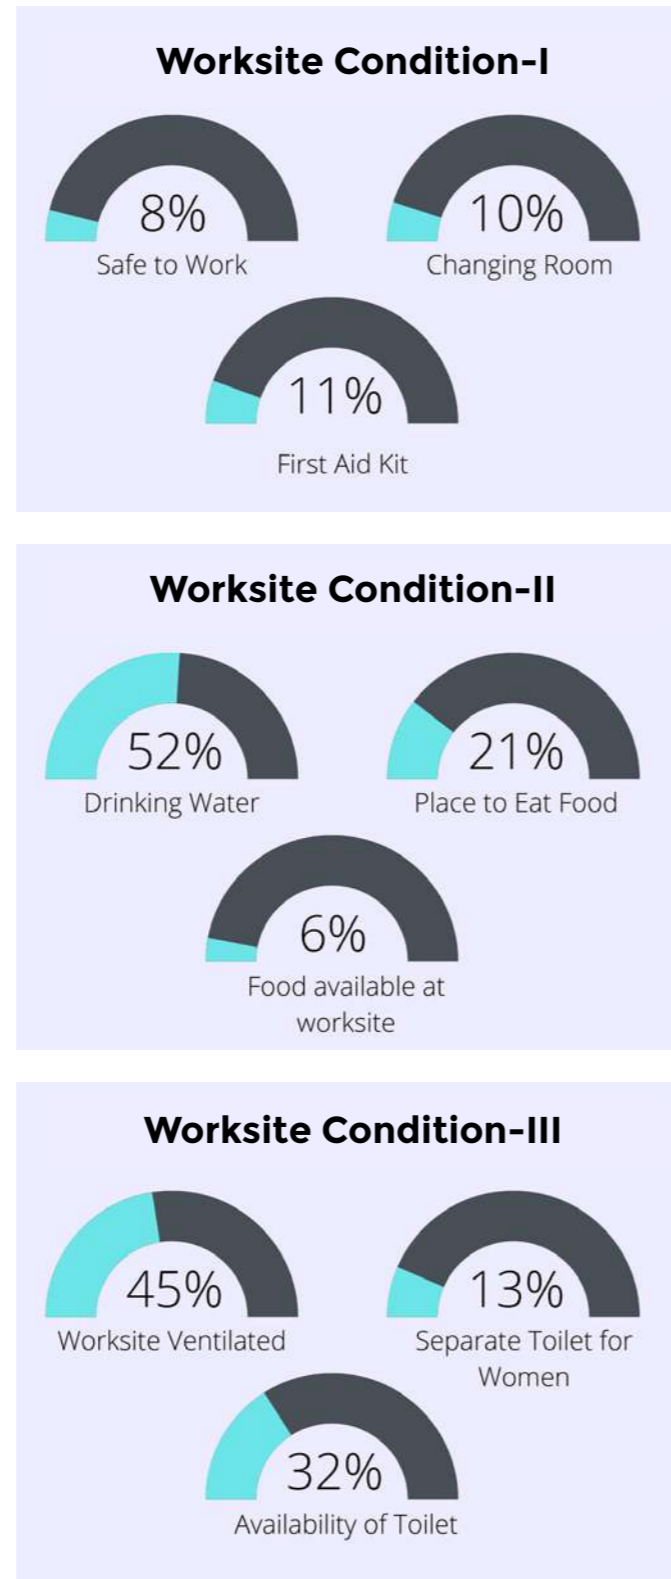 Worksite Condition-I
8%
Safe to Work
10%
Changing Room
11%
First Aid Kit
Worksite Condition-II
52%
Drinking Water
21%
Place to Eat Food
6%
Food available at
worksite
Worksite Condition-III
45%
Worksite Ventilated
13%
Separate Toilet for
Women
32%
Availability of Toilet